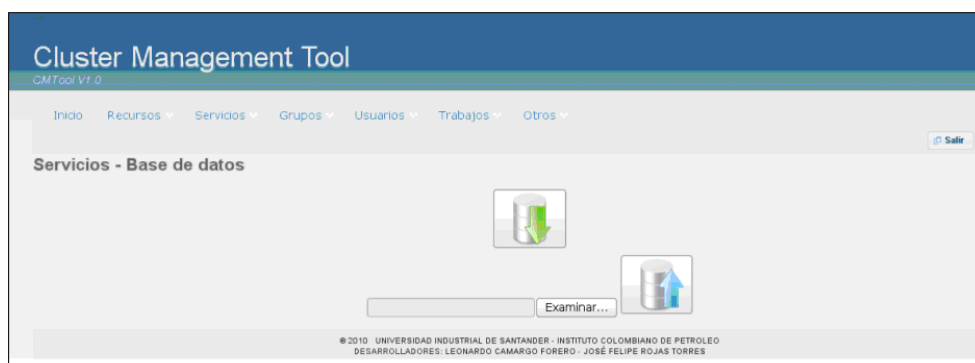 Cluster Management Tool
CMTool V1.0
Inicio Recursos Servicios Grupos Usuarios Trabajos Otros
Salir
Servicios - Base de datos
Examinar...
© 2010 UNIVERSIDAD INDUSTRIAL DE SANTANDER - INSTITUTO COLOMBIANO DE PETROLEO
DESARROLLADORES: LEONARDO CAMARGO FORERO - JOSÉ FELIPE ROJAS TORRES